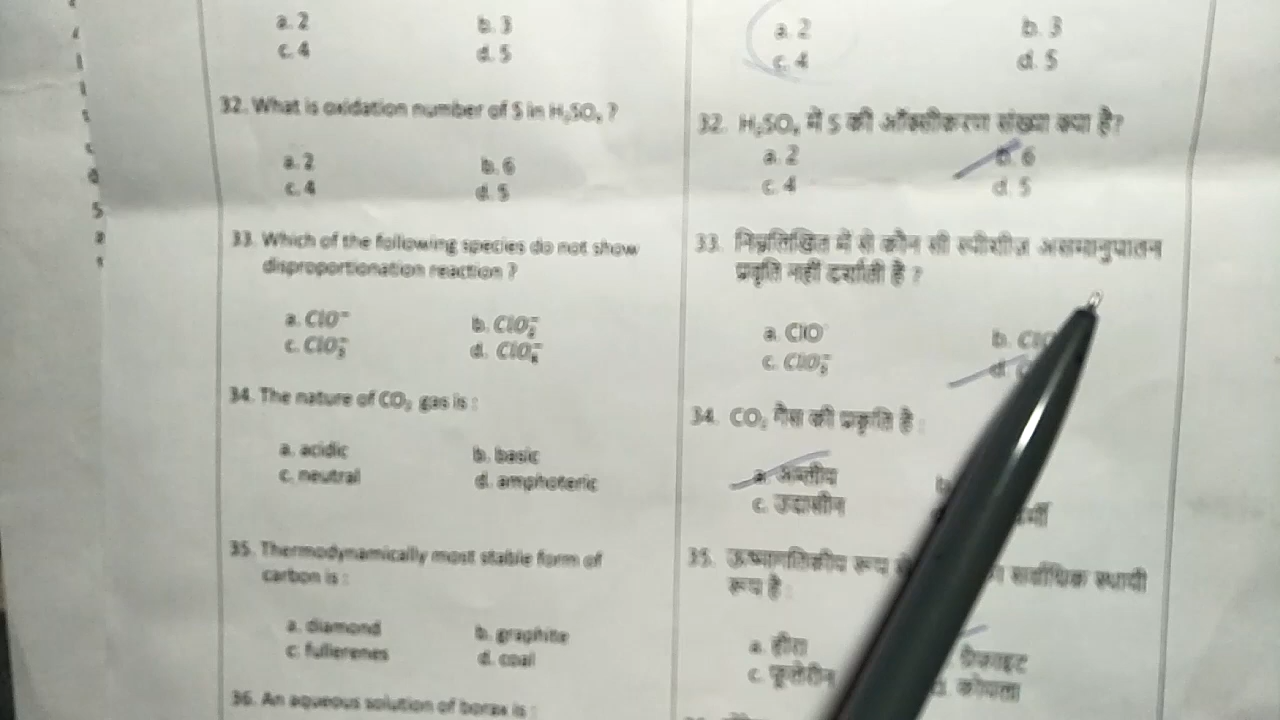 a. 2 b. 3
c. 4 d. 5
32. What is oxidation number of S in H₂SO₄ ?
a. 2 b. 6
c. 4 d. 5
33. Which of the following species do not show
disproportionation reaction ?
a. ClO⁻ b. ClO₂⁻
c. ClO₃⁻ d. ClO₄⁻
34. The nature of CO₂ gas is :
a. acidic b. basic
c. neutral d. amphoteric
35. Thermodynamically most stable form of
carbon is :
a. diamond b. graphite
c. fullerenes d. coal
36. An aqueous solution of borax is :
a. 2 b. 3
c. 4 d. 5
32. H₂SO₄ में S की ऑक्सीकरण संख्या क्या है?
a. 2 b. 6
c. 4 d. 5
33. निम्नलिखित में से कौन सी स्पीशीज असमानुपातन
प्रवृति नहीं दर्शाती है ?
a. ClO⁻ b.
c. ClO₃⁻ d.
34. CO₂ गैस की प्रकृति है :
a. अम्लीय
c. उदासीन
35. ऊष्मागतिकीय रूप सर्वाधिक स्थायी
रूप है :
a. हीरा ग्रेफाइट
c. फुलेरीन d. कोयला